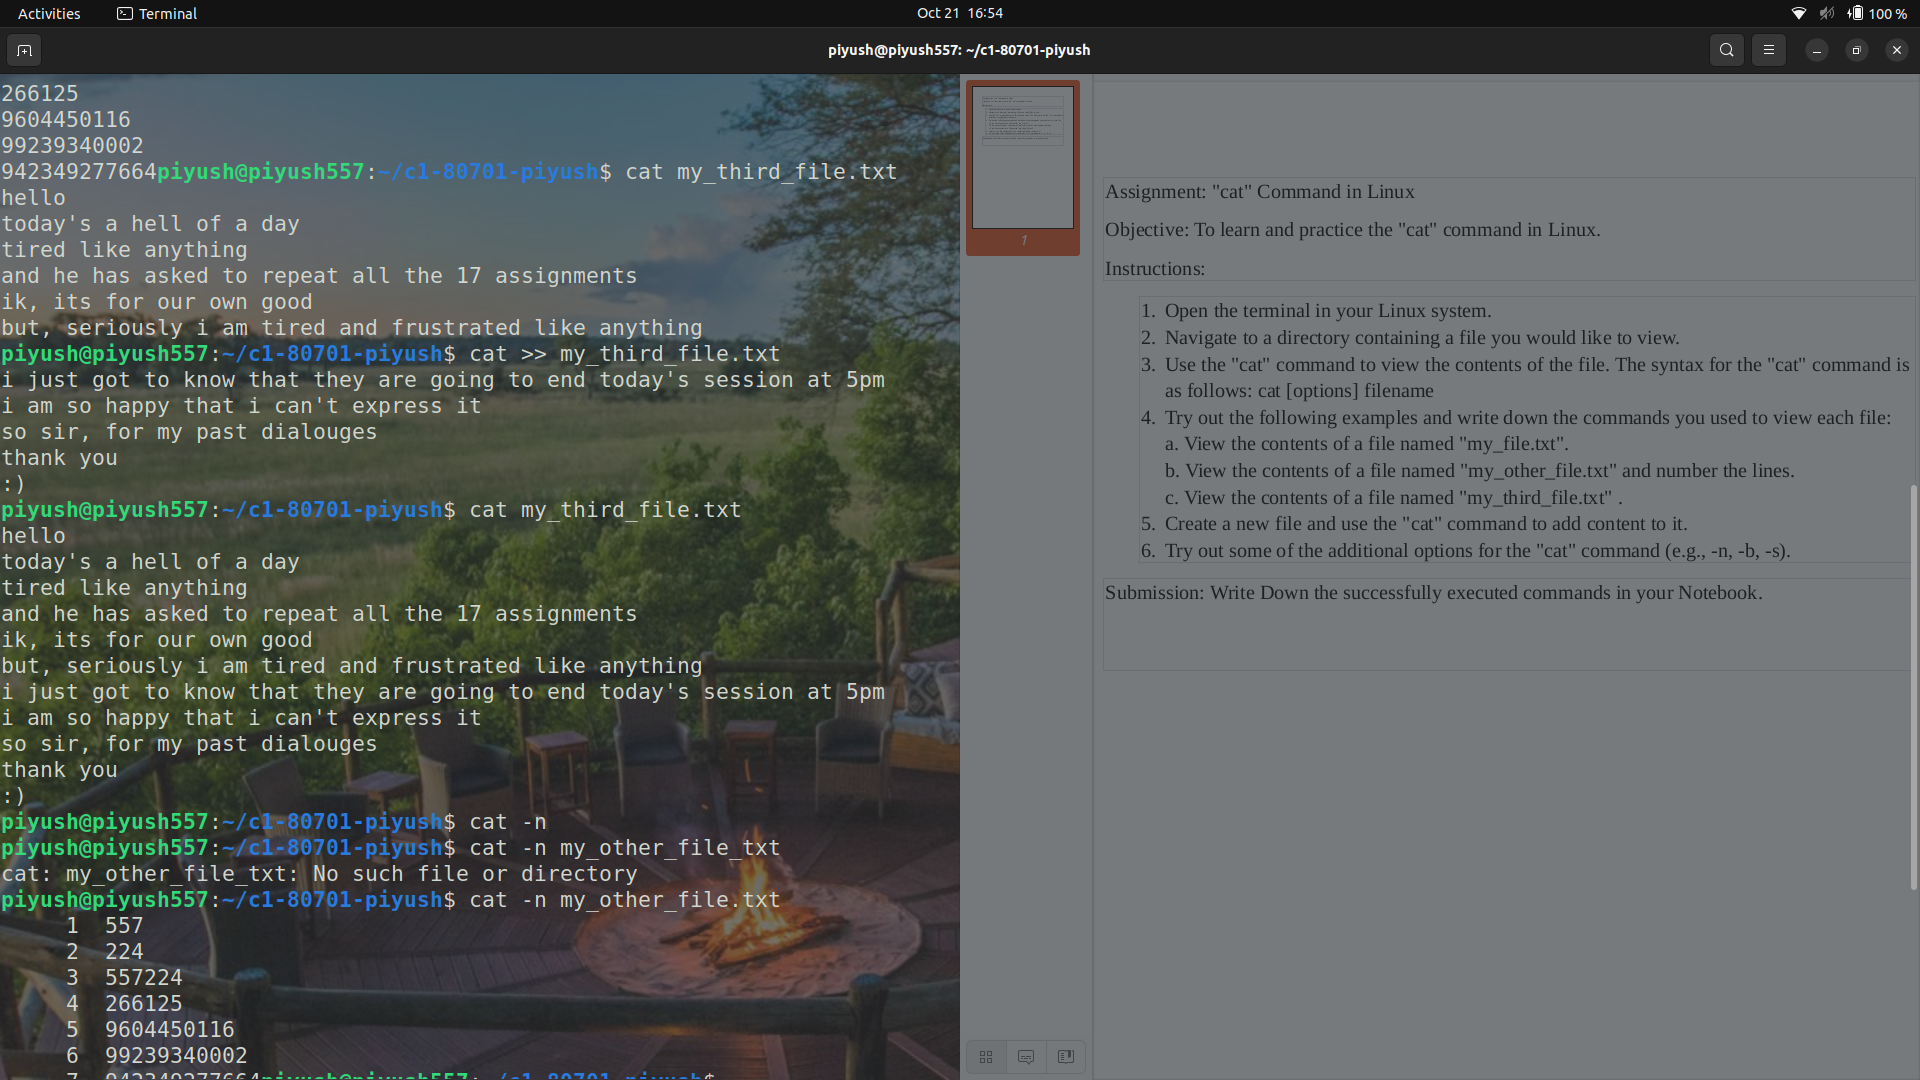 Activities
Terminal
Oct 21 16:54
100 %
piyush@piyush557: ~/c1-80701-piyush
266125
9604450116
99239340002
942349277664piyush@piyush557:~/c1-80701-piyush$ cat my_third_file.txt
hello
today's a hell of a day
tired like anything
and he has asked to repeat all the 17 assignments
ik, its for our own good
but, seriously i am tired and frustrated like anything
piyush@piyush557:~/c1-80701-piyush$ cat >> my_third_file.txt
i just got to know that they are going to end today's session at 5pm
i am so happy that i can't express it
so sir, for my past dialouges
thank you
:)
piyush@piyush557:~/c1-80701-piyush$ cat my_third_file.txt
hello
today's a hell of a day
tired like anything
and he has asked to repeat all the 17 assignments
ik, its for our own good
but, seriously i am tired and frustrated like anything
i just got to know that they are going to end today's session at 5pm
i am so happy that i can't express it
so sir, for my past dialouges
thank you
:)
piyush@piyush557:~/c1-80701-piyush$ cat -n
piyush@piyush557:~/c1-80701-piyush$ cat -n my_other_file_txt
cat: my_other_file_txt: No such file or directory
piyush@piyush557:~/c1-80701-piyush$ cat -n my_other_file.txt
1 557
2 224
3 557224
4 266125
5 9604450116
6 99239340002
7 942349277664piyush@piyush557:~/c1-80701-piyush$
1
Assignment: "cat" Command in Linux
Objective: To learn and practice the "cat" command in Linux.
Instructions:
1. Open the terminal in your Linux system.
2. Navigate to a directory containing a file you would like to view.
3. Use the "cat" command to view the contents of the file. The syntax for the "cat" command is
as follows: cat [options] filename
4. Try out the following examples and write down the commands you used to view each file:
a. View the contents of a file named "my_file.txt".
b. View the contents of a file named "my_other_file.txt" and number the lines.
c. View the contents of a file named "my_third_file.txt" .
5. Create a new file and use the "cat" command to add content to it.
6. Try out some of the additional options for the "cat" command (e.g., -n, -b, -s).
Submission: Write Down the successfully executed commands in your Notebook.